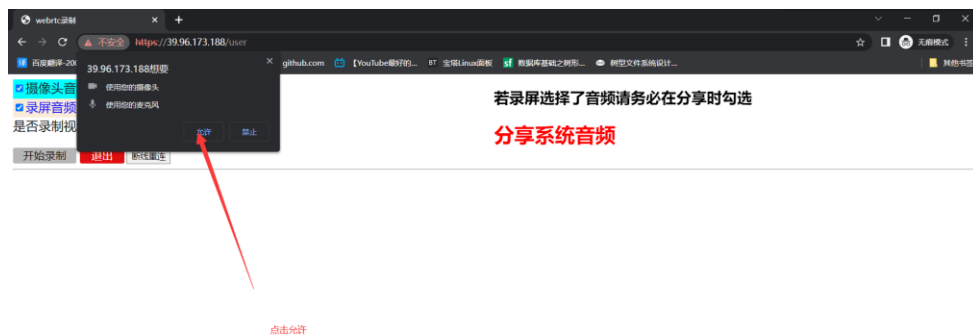 webrtc录制
不安全 https://39.96.173.188/user
无痕模式
百度翻译-200
github.com
【YouTube最好的...
BT 宝塔Linux面板
sf 数据库基础之树形...
树型文件系统设计...
其他书签
39.96.173.188想要
使用您的摄像头
使用您的麦克风
允许
禁止
摄像头音
录屏音频
是否录制视
开始录制
退出
断线重连
若录屏选择了音频请务必在分享时勾选
分享系统音频
点击允许